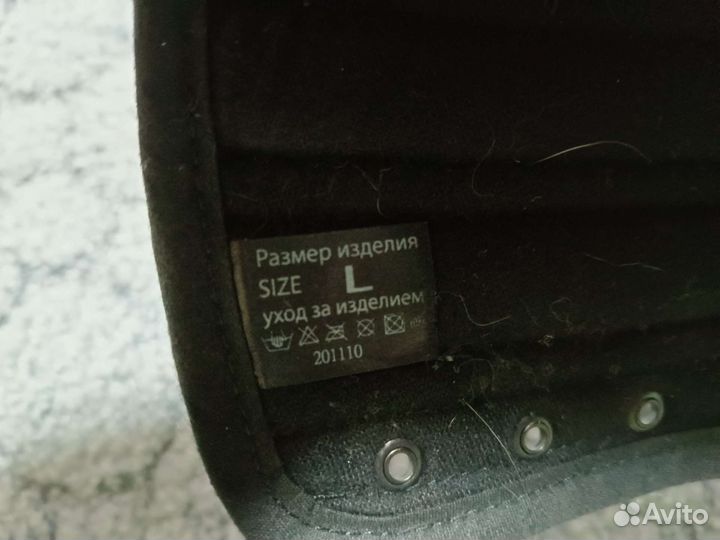 Размер изделия
SIZE L
уход за изделием
201110
Avito